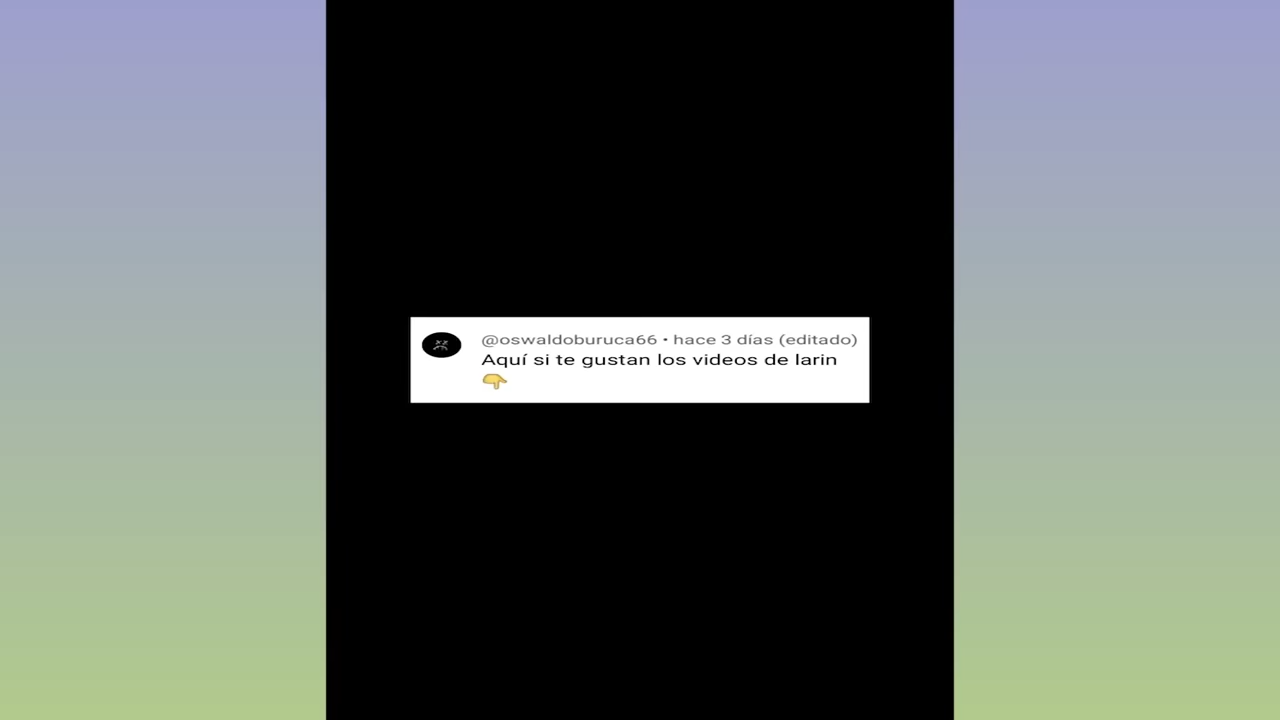 @oswaldoburuca66 • hace 3 días (editado)
Aquí si te gustan los videos de larin
👇